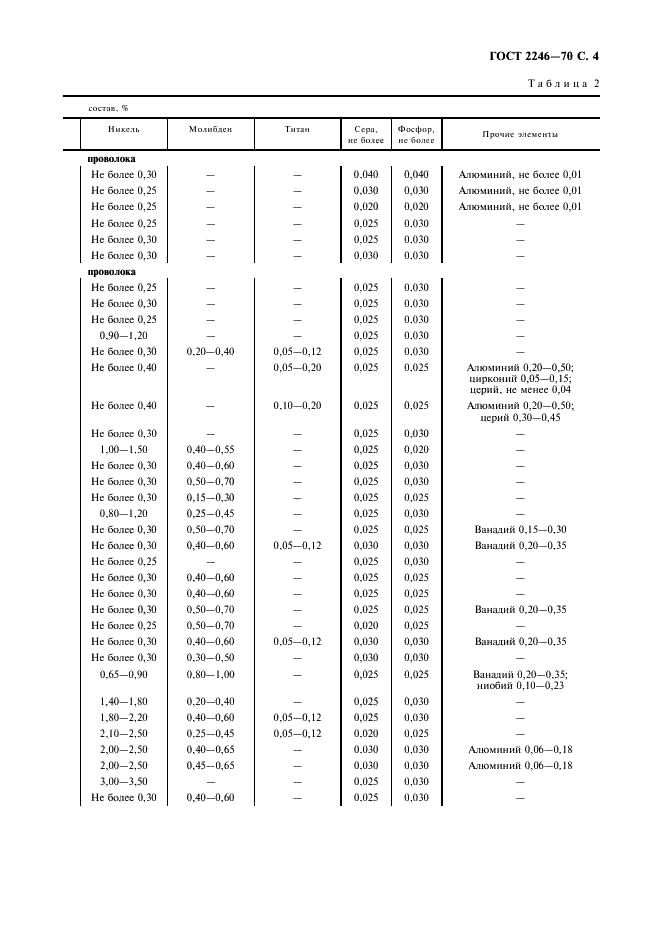 ГОСТ 2246—70 С. 4
Таблица 2
состав, %
Никель Молибден Титан Сера, не более Фосфор, не более Прочие элементы
проволока
Не более 0,30 — — 0,040 0,040 Алюминий, не более 0,01
Не более 0,25 — — 0,030 0,030 Алюминий, не более 0,01
Не более 0,25 — — 0,020 0,020 Алюминий, не более 0,01
Не более 0,25 — — 0,025 0,030 —
Не более 0,30 — — 0,025 0,030 —
Не более 0,30 — — 0,030 0,030 —
проволока
Не более 0,25 — — 0,025 0,030 —
Не более 0,30 — — 0,025 0,030 —
Не более 0,25 — — 0,025 0,030 —
0,90—1,20 — — 0,025 0,030 —
Не более 0,30 0,20—0,40 0,05—0,12 0,025 0,030 —
Не более 0,40 — 0,05—0,20 0,025 0,025 Алюминий 0,20—0,50;
цирконий 0,05—0,15;
церий, не менее 0,04
Не более 0,40 — 0,10—0,20 0,025 0,025 Алюминий 0,20—0,50;
церий 0,30—0,45
Не более 0,30 — — 0,025 0,030 —
1,00—1,50 0,40—0,55 — 0,025 0,020 —
Не более 0,30 0,40—0,60 — 0,025 0,030 —
Не более 0,30 0,50—0,70 — 0,025 0,030 —
Не более 0,30 0,15—0,30 — 0,025 0,025 —
0,80—1,20 0,25—0,45 — 0,025 0,030 —
Не более 0,30 0,50—0,70 — 0,025 0,025 Ванадий 0,15—0,30
Не более 0,30 0,40—0,60 0,05—0,12 0,030 0,030 Ванадий 0,20—0,35
Не более 0,25 — — 0,025 0,030 —
Не более 0,30 0,40—0,60 — 0,025 0,025 —
Не более 0,30 0,40—0,60 — 0,025 0,025 —
Не более 0,30 0,50—0,70 — 0,025 0,025 Ванадий 0,20—0,35
Не более 0,25 0,50—0,70 — 0,020 0,025 —
Не более 0,30 0,40—0,60 0,05—0,12 0,030 0,030 Ванадий 0,20—0,35
Не более 0,30 0,30—0,50 — 0,030 0,030 —
0,65—0,90 0,80—1,00 — 0,025 0,025 Ванадий 0,20—0,35;
ниобий 0,10—0,23
1,40—1,80 0,20—0,40 — 0,025 0,030 —
1,80—2,20 0,40—0,60 0,05—0,12 0,025 0,030 —
2,10—2,50 0,25—0,45 0,05—0,12 0,020 0,025 —
2,00—2,50 0,40—0,65 — 0,030 0,030 Алюминий 0,06—0,18
2,00—2,50 0,45—0,65 — 0,030 0,030 Алюминий 0,06—0,18
3,00—3,50 — — 0,025 0,030 —
Не более 0,30 0,40—0,60 — 0,025 0,030 —